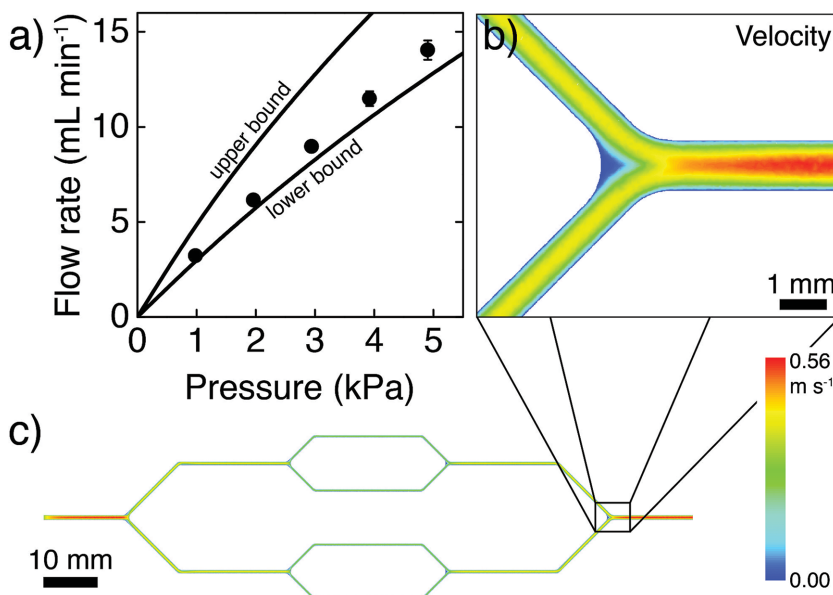 a)
Flow rate (mL min⁻¹)
15
10
5
0
upper bound
lower bound
0 1 2 3 4 5
Pressure (kPa)
b)
Velocity
1 mm
0.56
m s⁻¹
0.00
c)
10 mm